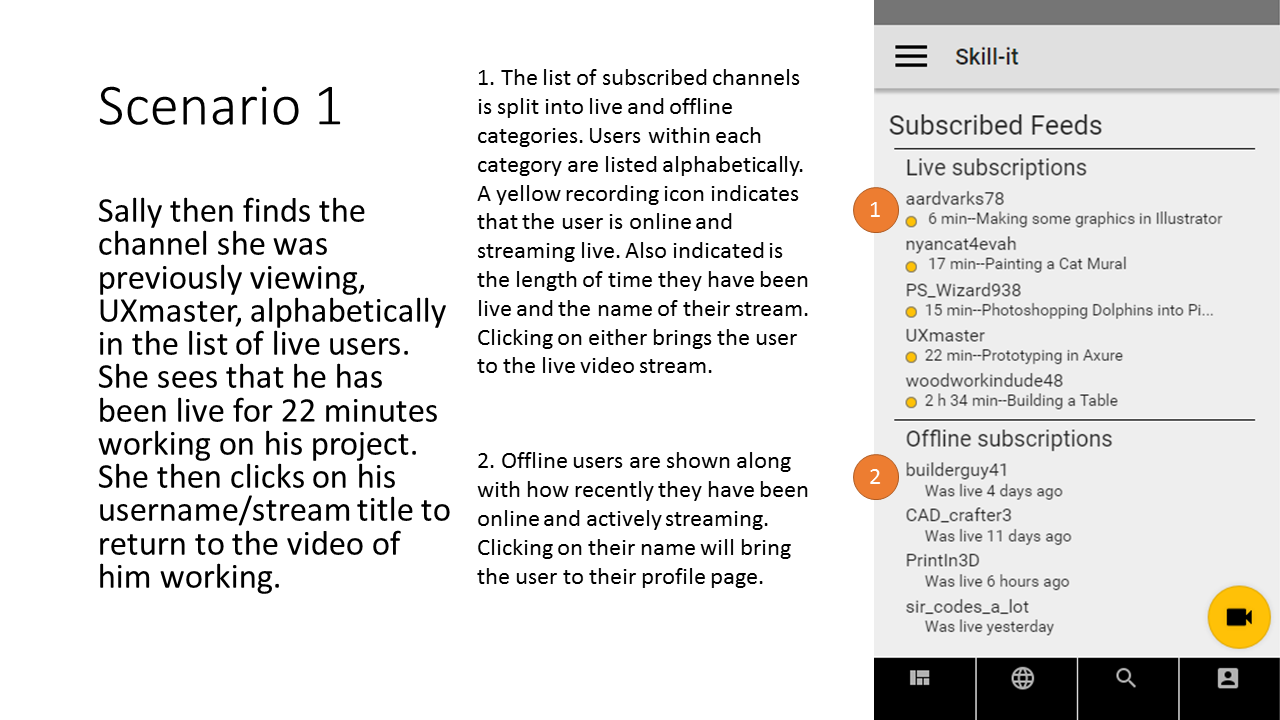 Scenario 1
Sally then finds the
channel she was
previously viewing,
UXmaster, alphabetically
in the list of live users.
She sees that he has
been live for 22 minutes
working on his project.
She then clicks on his
username/stream title to
return to the video of
him working.
1. The list of subscribed channels
is split into live and offline
categories. Users within each
category are listed alphabetically.
A yellow recording icon indicates
that the user is online and
streaming live. Also indicated is
the length of time they have been
live and the name of their stream.
Clicking on either brings the user
to the live video stream.
2. Offline users are shown along
with how recently they have been
online and actively streaming.
Clicking on their name will bring
the user to their profile page.
Skill-it
Subscribed Feeds
Live subscriptions
1
aardvarks78
6 min--Making some graphics in Illustrator
nyancat4evah
17 min--Painting a Cat Mural
PS_Wizard938
15 min--Photoshopping Dolphins into Pi...
UXmaster
22 min--Prototyping in Axure
woodworkindude48
2 h 34 min--Building a Table
Offline subscriptions
2
builderguy41
Was live 4 days ago
CAD_crafter3
Was live 11 days ago
PrintIn3D
Was live 6 hours ago
sir_codes_a_lot
Was live yesterday